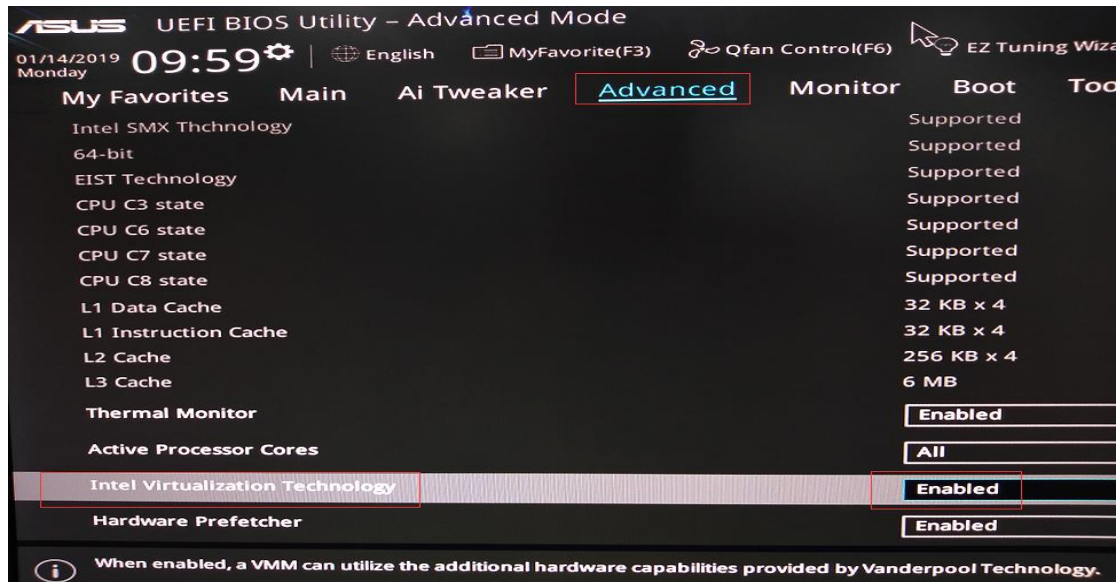 ASUS UEFI BIOS Utility – Advanced Mode
01/14/2019 Monday 09:59 English MyFavorite(F3) Qfan Control(F6) EZ Tuning Wiza
My Favorites Main Ai Tweaker Advanced Monitor Boot Too
Intel SMX Thchnology Supported
64-bit Supported
EIST Technology Supported
CPU C3 state Supported
CPU C6 state Supported
CPU C7 state Supported
CPU C8 state Supported
L1 Data Cache 32 KB x 4
L1 Instruction Cache 32 KB x 4
L2 Cache 256 KB x 4
L3 Cache 6 MB
Thermal Monitor Enabled
Active Processor Cores All
Intel Virtualization Technology Enabled
Hardware Prefetcher Enabled
When enabled, a VMM can utilize the additional hardware capabilities provided by Vanderpool Technology.